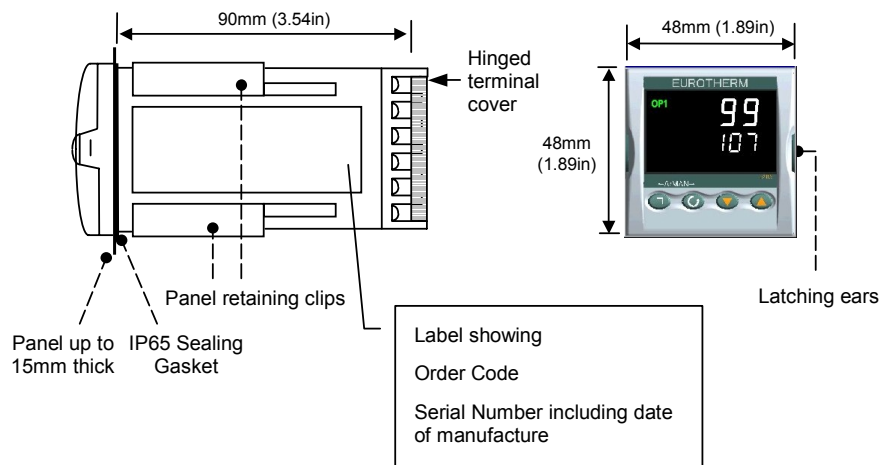 90mm (3.54in)
48mm (1.89in)
Hinged
terminal
cover
EUROTHERM
OP1
99
107
48mm
(1.89in)
A/MAN
Panel retaining clips
Latching ears
Panel up to
15mm thick
IP65 Sealing
Gasket
Label showing
Order Code
Serial Number including date
of manufacture